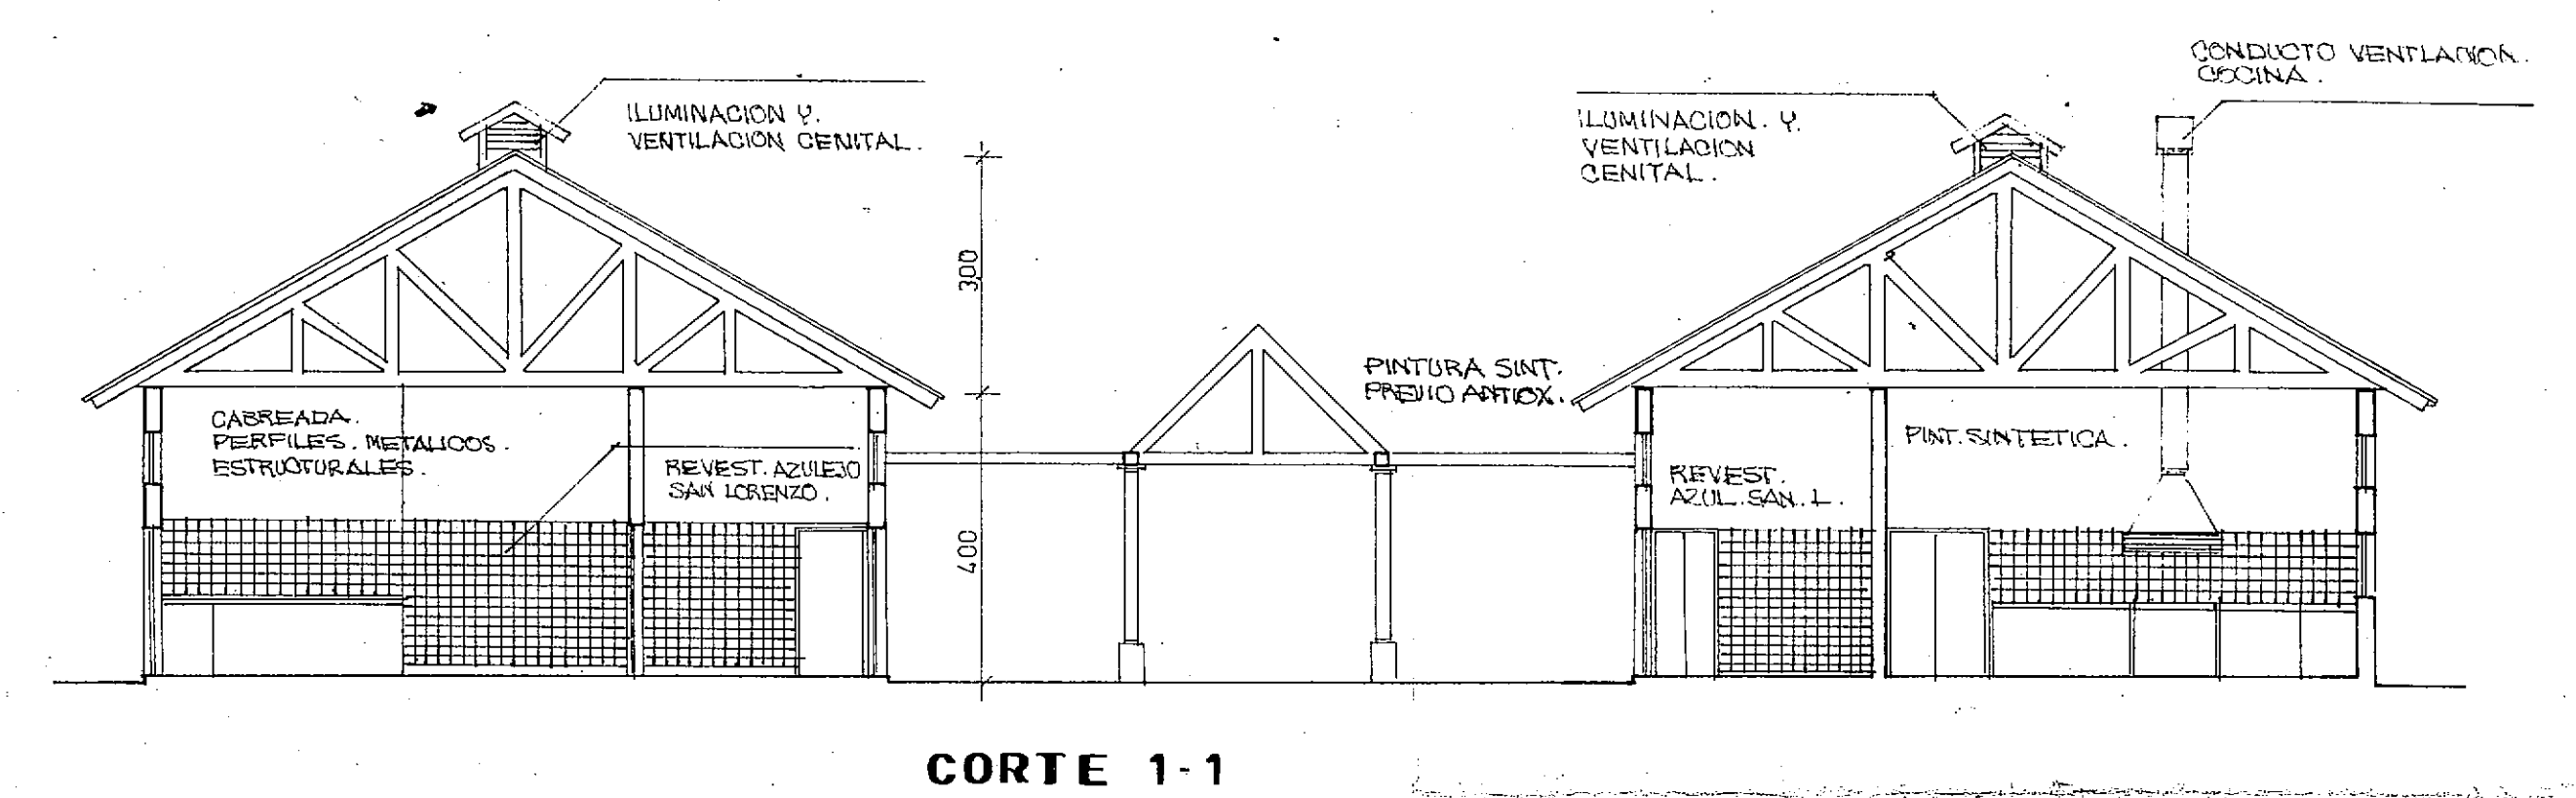 ILUMINACION Y.
VENTILACION CENITAL.
ILUMINACION. Y.
VENTILACION
CENITAL.
CONDUCTO VENTLACION.
COCINA.
300
PINTURA SINT.
PREVIO ANTIOX.
CABREADA.
PERFILES. METALICOS.
ESTRUCTURALES.
REVEST. AZULEJO
SAN LORENZO.
REVEST.
AZUL. SAN. L.
PINT. SINTETICA.
400
CORTE 1-1